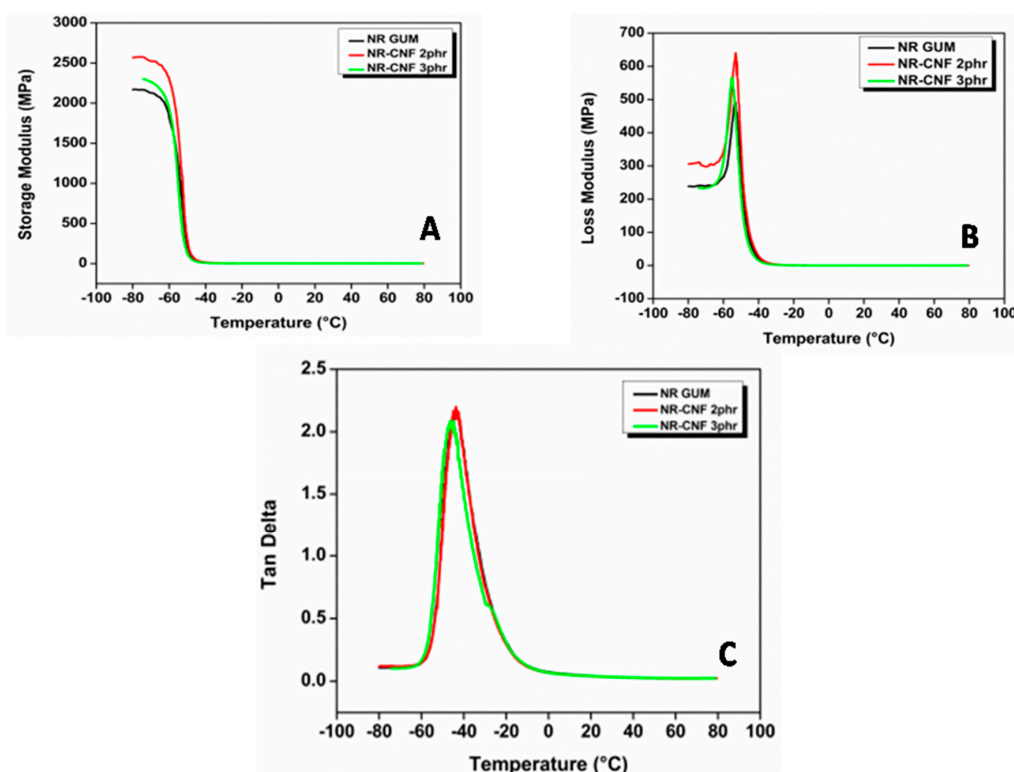 3000
2500
2000
1500
1000
500
0
Storage Modulus (MPa)
NR GUM
NR-CNF 2phr
NR-CNF 3phr
A
-100 -80 -60 -40 -20 0 20 40 60 80 100
Temperature (°C)
700
600
500
400
300
200
100
0
-100
Loss Modulus (MPa)
NR GUM
NR-CNF 2phr
NR-CNF 3phr
B
-100 -80 -60 -40 -20 0 20 40 60 80 100
Temperature (°C)
2.5
2.0
1.5
1.0
0.5
0.0
Tan Delta
NR GUM
NR-CNF 2phr
NR-CNF 3phr
C
-100 -80 -60 -40 -20 0 20 40 60 80 100
Temperature (°C)